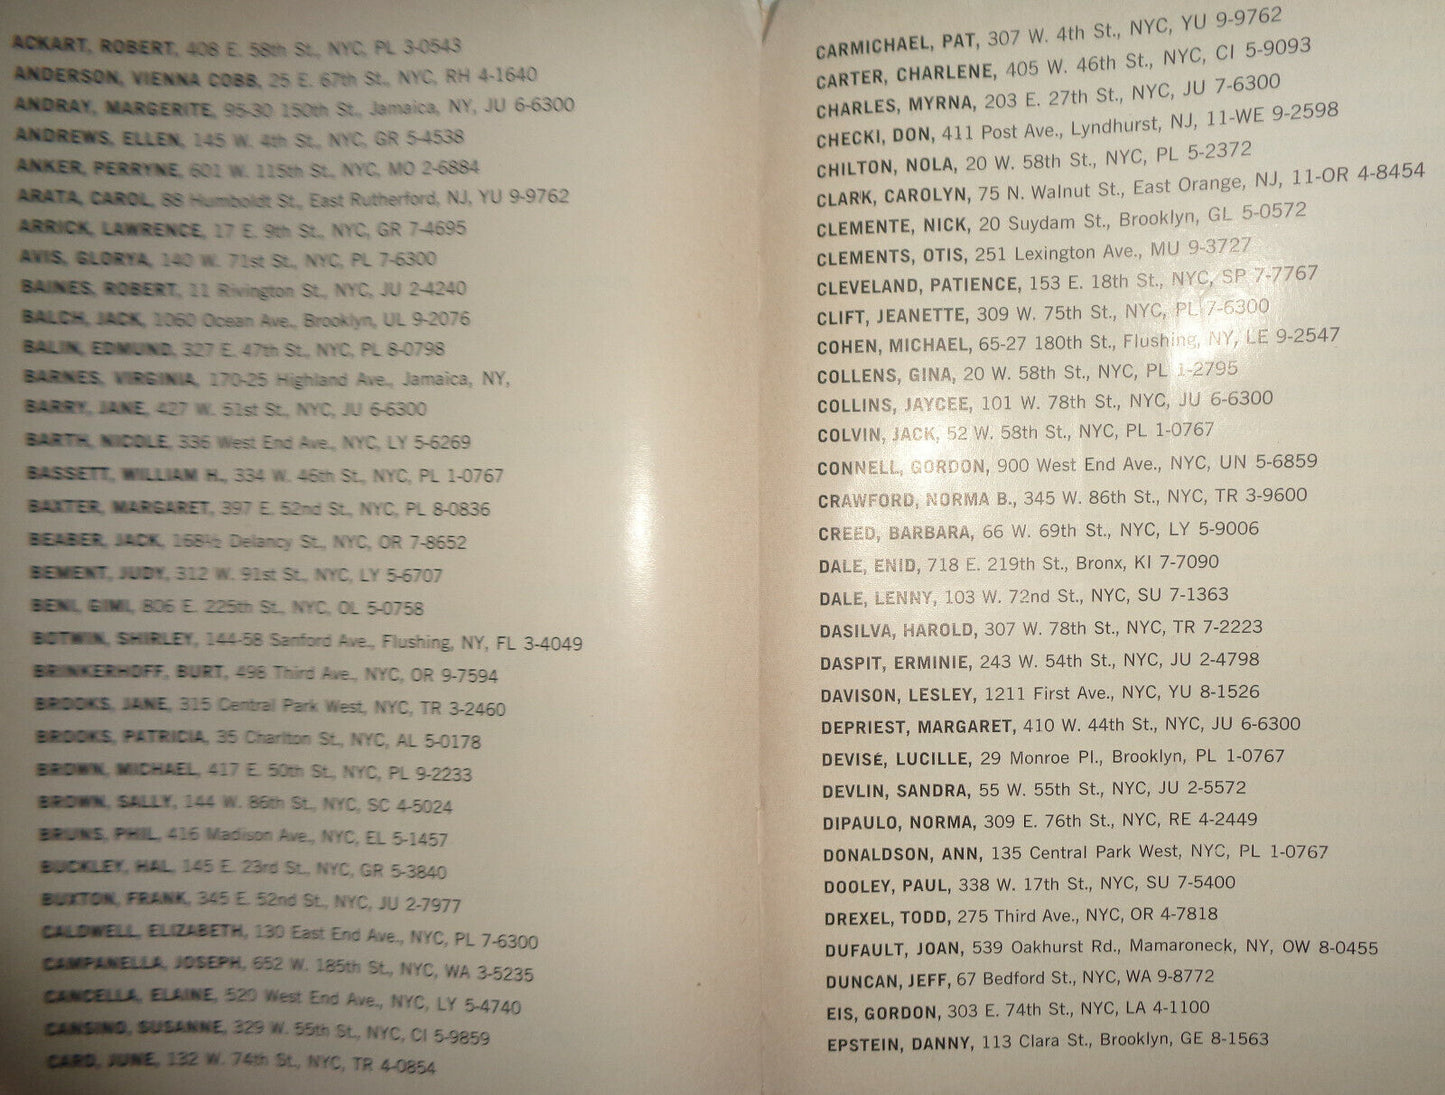 ACKART, ROBERT, 408 E. 58th St., NYC, PL 3-0543
ANDERSON, VIENNA COBB, 25 E. 67th St., NYC, RH 4-1640
ANDRAY, MARGERITE, 95-30 150th St., Jamaica, NY, JU 6-6300
ANDREWS, ELLEN, 145 W. 4th St., NYC, GR 5-4538
ANKER, PERRYNE, 601 W. 115th St., NYC, MO 2-6884
ARATA, CAROL, 88 Humboldt St., East Rutherford, NJ, YU 9-9762
ARRICK, LAWRENCE, 17 E. 9th St., NYC, GR 7-4695
AVIS, GLORYA, 140 W. 71st St., NYC, PL 7-6300
BAINES, ROBERT, 11 Rivington St., NYC, JU 2-4240
BALCH, JACK, 1060 Ocean Ave., Brooklyn, UL 9-2076
BALIN, EDMUND, 327 E. 47th St., NYC, PL 8-0798
BARNES, VIRGINIA, 170-25 Highland Ave., Jamaica, NY,
BARRY, JANE, 427 W. 51st St., NYC, JU 6-6300
BARTH, NICOLE, 336 West End Ave., NYC, LY 5-6269
BASSETT, WILLIAM H., 334 W. 46th St., NYC, PL 1-0767
BAXTER, MARGARET, 397 E. 52nd St., NYC, PL 8-0836
BEABER, JACK, 168½ Delancy St., NYC, OR 7-8652
BEMENT, JUDY, 312 W. 91st St., NYC, LY 5-6707
BENI, GIMI, 806 E. 225th St., NYC, OL 5-0758
BOTWIN, SHIRLEY, 144-58 Sanford Ave., Flushing, NY, FL 3-4049
BRINKERHOFF, BURT, 498 Third Ave., NYC, OR 9-7594
BROOKS, JANE, 315 Central Park West, NYC, TR 3-2460
BROOKS, PATRICIA, 35 Charlton St., NYC, AL 5-0178
BROWN, MICHAEL, 417 E. 50th St., NYC, PL 9-2233
BROWN, SALLY, 144 W. 86th St., NYC, SC 4-5024
BRUNS, PHIL, 416 Madison Ave., NYC, EL 5-1457
BUCKLEY, HAL, 145 E. 23rd St., NYC, GR 5-3840
BUXTON, FRANK, 345 E. 52nd St., NYC, JU 2-7977
CALDWELL, ELIZABETH, 130 East End Ave., NYC, PL 7-6300
CAMPANELLA, JOSEPH, 652 W. 185th St., NYC, WA 3-5235
CANCELLA, ELAINE, 520 West End Ave., NYC, LY 5-4740
CANSINO, SUSANNE, 329 W. 55th St., NYC, CI 5-9859
CARO, JUNE, 132 W. 74th St., NYC, TR 4-0854
CARMICHAEL, PAT, 307 W. 4th St., NYC, YU 9-9762
CARTER, CHARLENE, 405 W. 46th St., NYC, CI 5-9093
CHARLES, MYRNA, 203 E. 27th St., NYC, JU 7-6300
CHECKI, DON, 411 Post Ave., Lyndhurst, NJ, 11-WE 9-2598
CHILTON, NOLA, 20 W. 58th St., NYC, PL 5-2372
CLARK, CAROLYN, 75 N. Walnut St., East Orange, NJ, 11-OR 4-8454
CLEMENTE, NICK, 20 Suydam St., Brooklyn, GL 5-0572
CLEMENTS, OTIS, 251 Lexington Ave., MU 9-3727
CLEVELAND, PATIENCE, 153 E. 18th St., NYC, SP 7-7767
CLIFT, JEANETTE, 309 W. 75th St., NYC, PL 7-6300
COHEN, MICHAEL, 65-27 180th St., Flushing, NY, LE 9-2547
COLLENS, GINA, 20 W. 58th St., NYC, PL 1-2795
COLLINS, JAYCEE, 101 W. 78th St., NYC, JU 6-6300
COLVIN, JACK, 52 W. 58th St., NYC, PL 1-0767
CONNELL, GORDON, 900 West End Ave., NYC, UN 5-6859
CRAWFORD, NORMA B., 345 W. 86th St., NYC, TR 3-9600
CREED, BARBARA, 66 W. 69th St., NYC, LY 5-9006
DALE, ENID, 718 E. 219th St., Bronx, KI 7-7090
DALE, LENNY, 103 W. 72nd St., NYC, SU 7-1363
DASILVA, HAROLD, 307 W. 78th St., NYC, TR 7-2223
DASPIT, ERMINIE, 243 W. 54th St., NYC, JU 2-4798
DAVISON, LESLEY, 1211 First Ave., NYC, YU 8-1526
DEPRIEST, MARGARET, 410 W. 44th St., NYC, JU 6-6300
DEVISé, LUCILLE, 29 Monroe Pl., Brooklyn, PL 1-0767
DEVLIN, SANDRA, 55 W. 55th St., NYC, JU 2-5572
DIPAULO, NORMA, 309 E. 76th St., NYC, RE 4-2449
DONALDSON, ANN, 135 Central Park West, NYC, PL 1-0767
DOOLEY, PAUL, 338 W. 17th St., NYC, SU 7-5400
DREXEL, TODD, 275 Third Ave., NYC, OR 4-7818
DUFAULT, JOAN, 539 Oakhurst Rd., Mamaroneck, NY, OW 8-0455
DUNCAN, JEFF, 67 Bedford St., NYC, WA 9-8772
EIS, GORDON, 303 E. 74th St., NYC, LA 4-1100
EPSTEIN, DANNY, 113 Clara St., Brooklyn, GE 8-1563